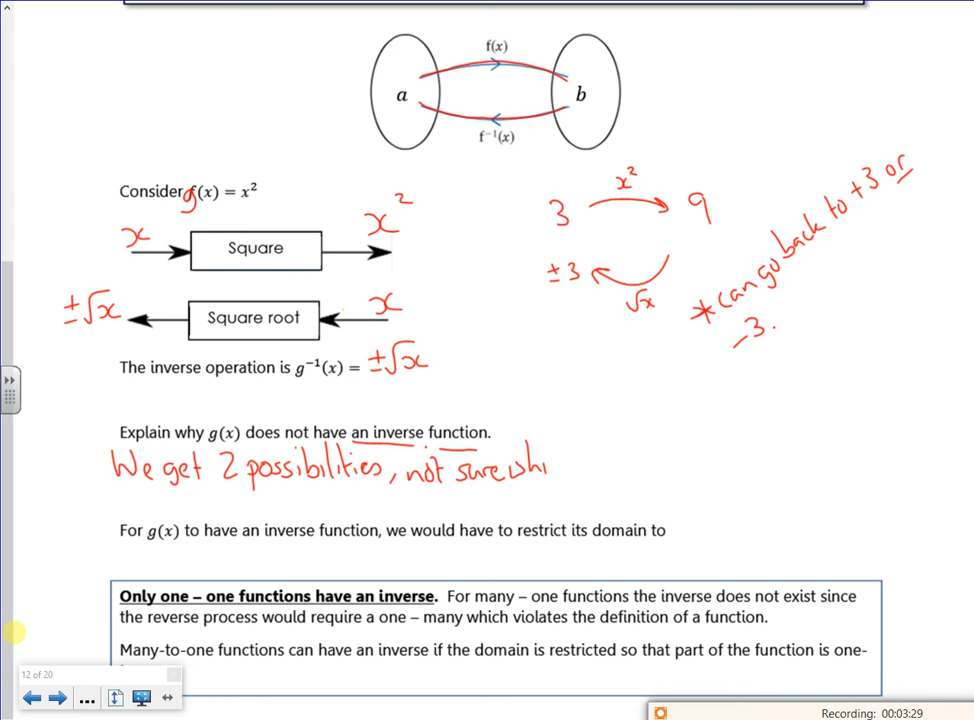 f(x)
a
b
f⁻¹(x)
Consider g(x) = x²
x
Square
x²
±√x
Square root
x
3
x²
9
±3
√x
*can go back to +3 or
-3.
The inverse operation is g⁻¹(x) = ±√x
Explain why g(x) does not have an inverse function.
We get 2 possibilities, not sure whi
For g(x) to have an inverse function, we would have to restrict its domain to
Only one – one functions have an inverse. For many – one functions the inverse does not exist since
the reverse process would require a one – many which violates the definition of a function.
Many-to-one functions can have an inverse if the domain is restricted so that part of the function is one-
12 of 20
...
Recording: 00:03:29